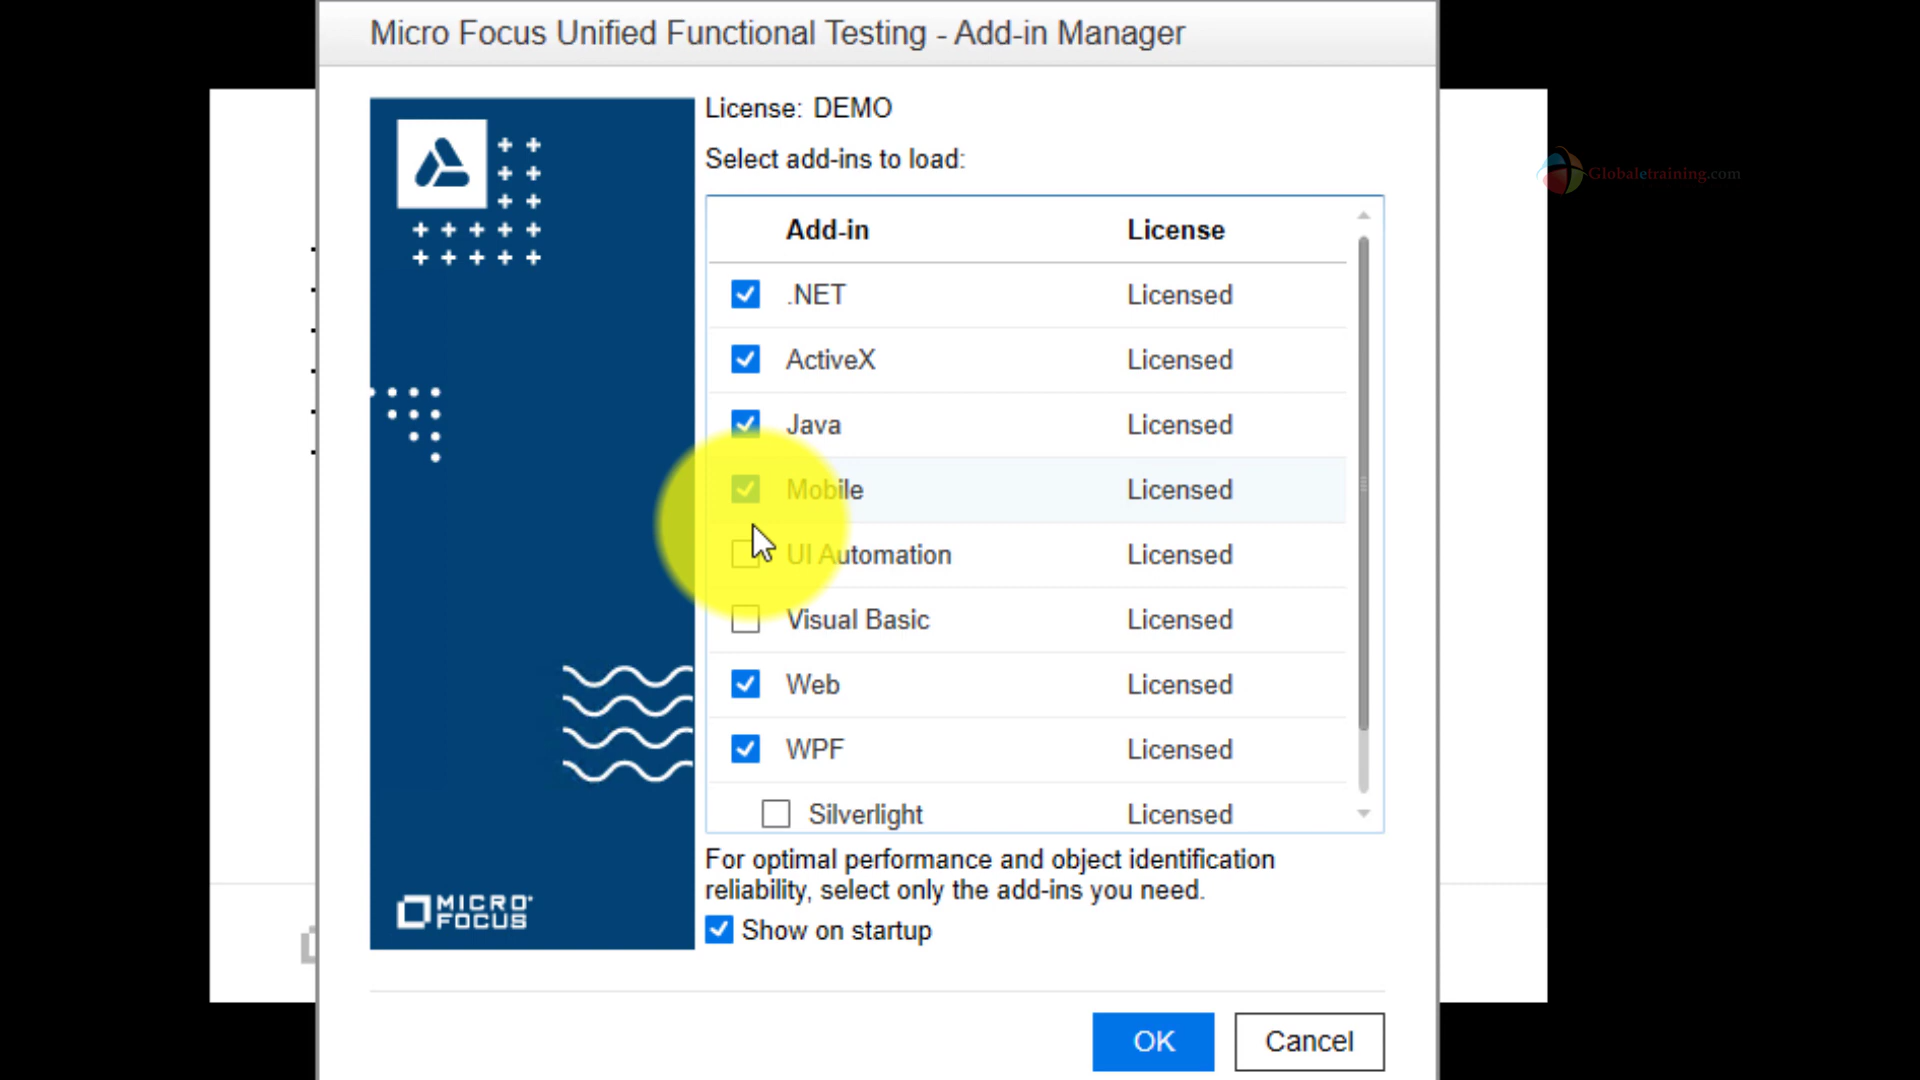 Micro Focus Unified Functional Testing - Add-in Manager
License: DEMO
Select add-ins to load:
Globaletraining.com
Add-in License
.NET Licensed
ActiveX Licensed
Java Licensed
Mobile Licensed
UI Automation Licensed
Visual Basic Licensed
Web Licensed
WPF Licensed
Silverlight Licensed
For optimal performance and object identification
reliability, select only the add-ins you need.
Show on startup
MICRO
FOCUS
OK Cancel